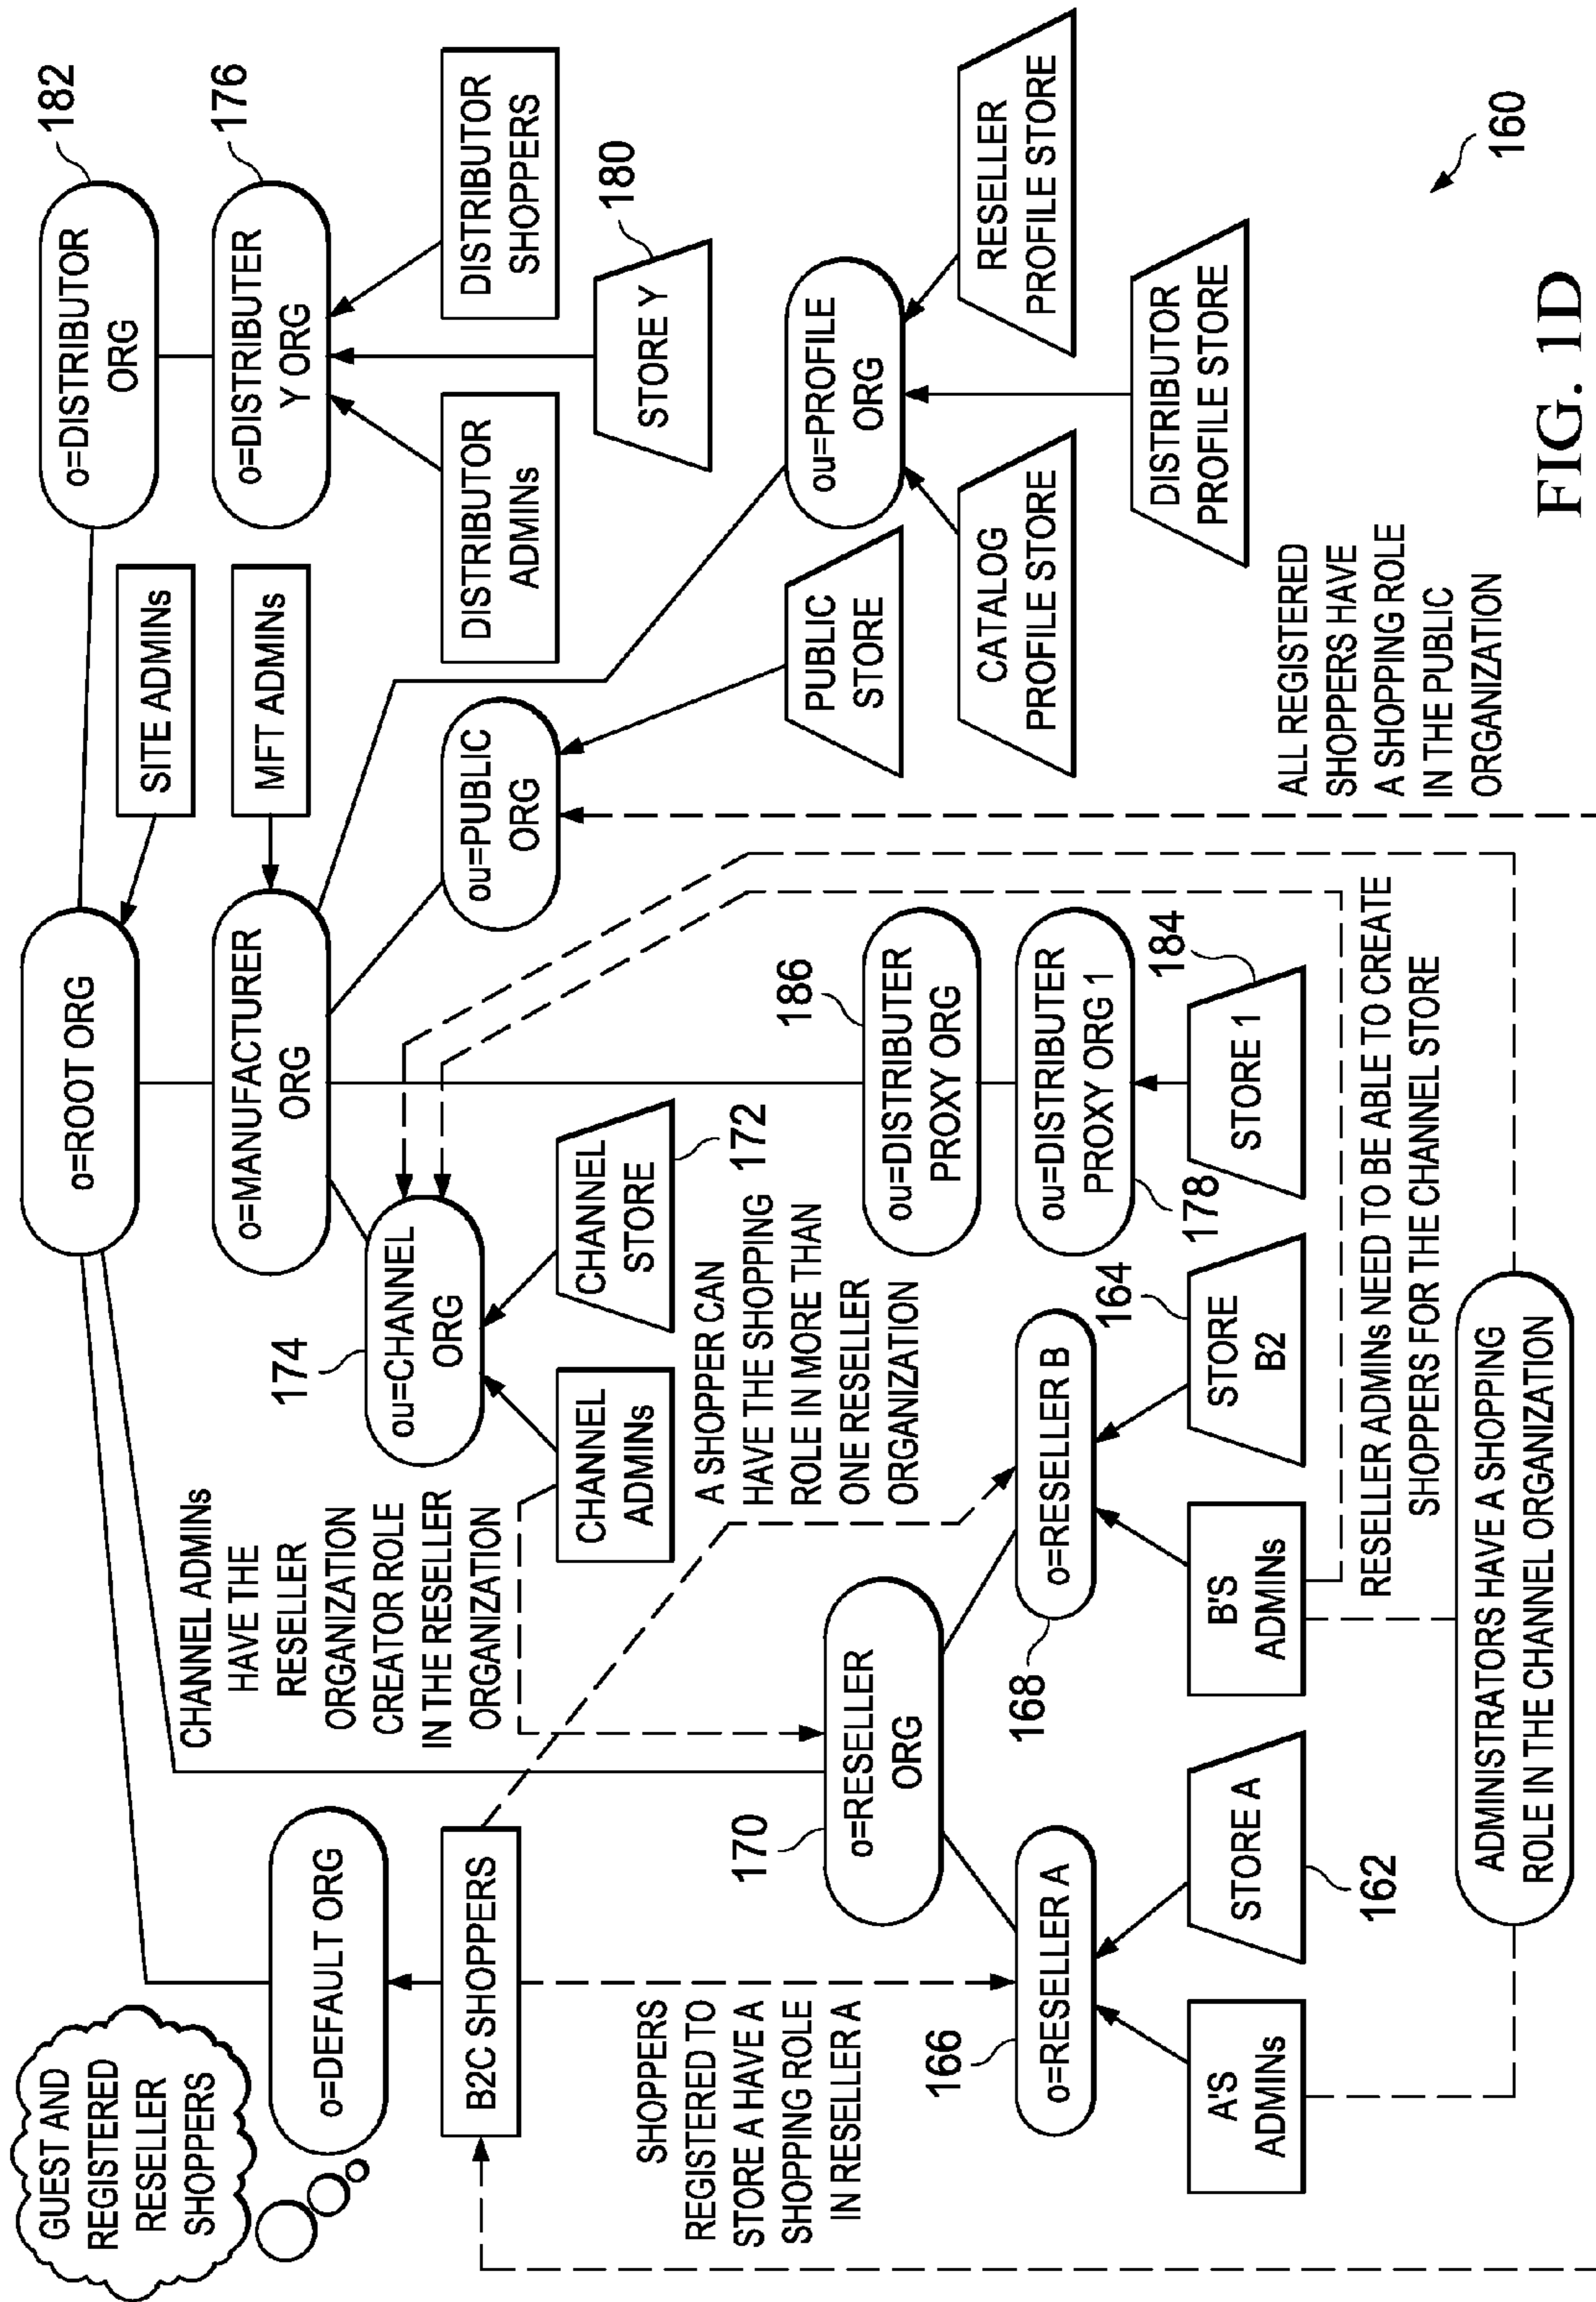 GUEST AND
REGISTERED
RESELLER
SHOPPERS
o=ROOT ORG
SITE ADMINs
o=DISTRIBUTOR
ORG
182
o=DEFAULT ORG
o=MANUFACTURER
ORG
MFT ADMINs
o=DISTRIBUTER
Y ORG
176
CHANNEL ADMINs
HAVE THE
RESELLER
ORGANIZATION
CREATOR ROLE
IN THE RESELLER
ORGANIZATION
174
ou=CHANNEL
ORG
ou=PUBLIC
ORG
B2C SHOPPERS
DISTRIBUTOR
ADMINs
DISTRIBUTOR
SHOPPERS
CHANNEL
ADMINs
CHANNEL
STORE
172
STORE Y
180
SHOPPERS
REGISTERED TO
STORE A HAVE A
SHOPPING ROLE
IN RESELLER A
A SHOPPER CAN
HAVE THE SHOPPING
ROLE IN MORE THAN
ONE RESELLER
ORGANIZATION
170
o=RESELLER
ORG
186
ou=DISTRIBUTER
PROXY ORG
PUBLIC
STORE
ou=PROFILE
ORG
166
o=RESELLER A
168
o=RESELLER B
178
ou=DISTRIBUTER
PROXY ORG 1
CATALOG
PROFILE STORE
RESELLER
PROFILE STORE
A'S
ADMINs
STORE A
162
B'S
ADMINs
STORE
B2
164
STORE 1
184
DISTRIBUTOR
PROFILE STORE
RESELLER ADMINs NEED TO BE ABLE TO CREATE
SHOPPERS FOR THE CHANNEL STORE
ALL REGISTERED
SHOPPERS HAVE
A SHOPPING ROLE
IN THE PUBLIC
ORGANIZATION
ADMINISTRATORS HAVE A SHOPPING
ROLE IN THE CHANNEL ORGANIZATION
160
FIG. 1D